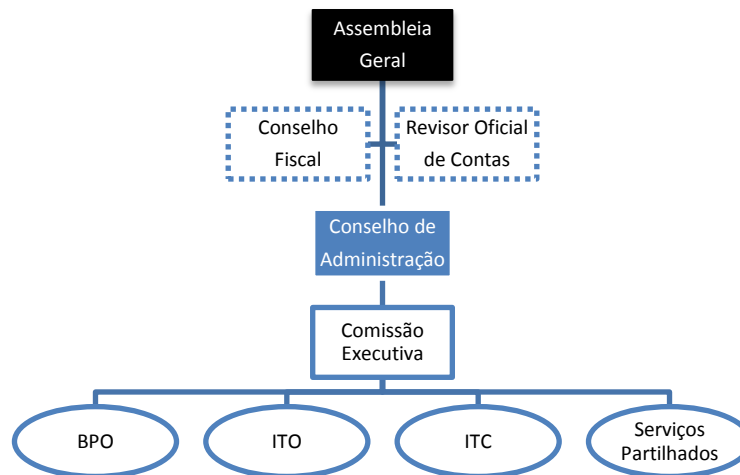 Assembleia
Geral
Conselho
Fiscal
Revisor Oficial
de Contas
Conselho de
Administração
Comissão
Executiva
BPO
ITO
ITC
Serviços
Partilhados